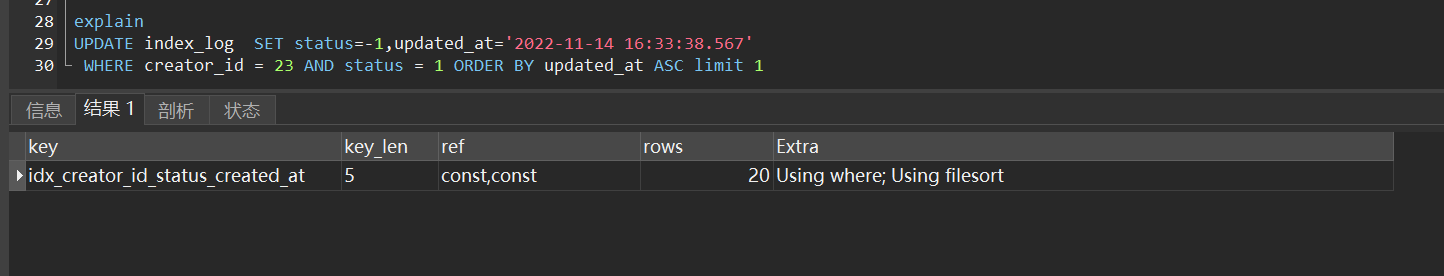 27
28 explain
29 UPDATE index_log  SET status=-1,updated_at='2022-11-14 16:33:38.567'
30  WHERE creator_id = 23 AND status = 1 ORDER BY updated_at ASC limit 1
信息 结果 1 剖析 状态
key key_len ref rows Extra
idx_creator_id_status_created_at 5 const,const 20 Using where; Using filesort